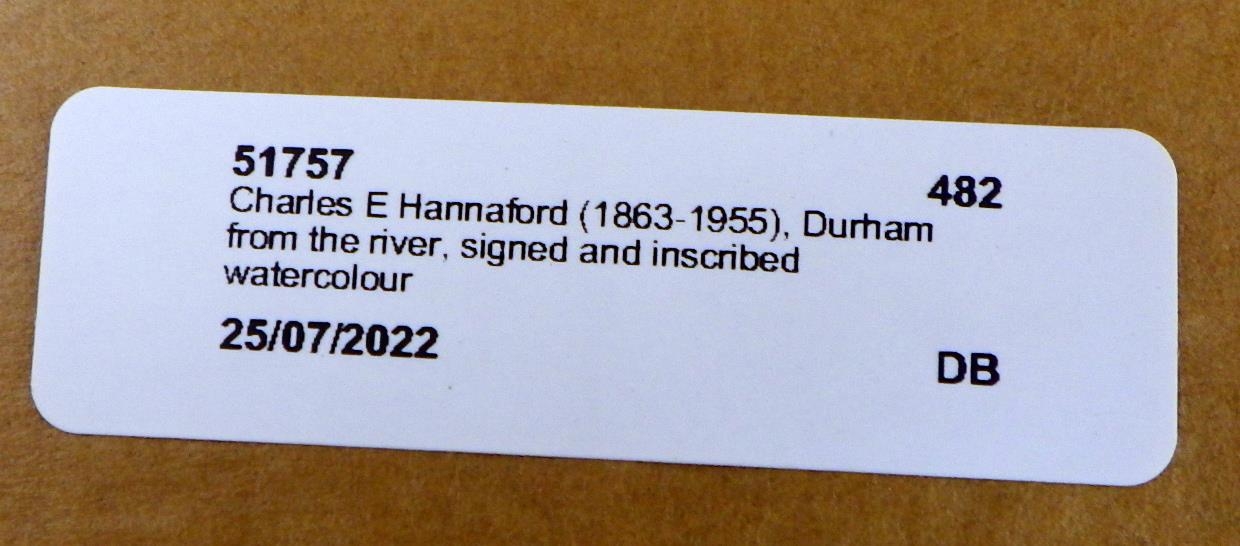 51757
482
Charles E Hannaford (1863-1955), Durham
from the river, signed and inscribed
watercolour
25/07/2022
DB